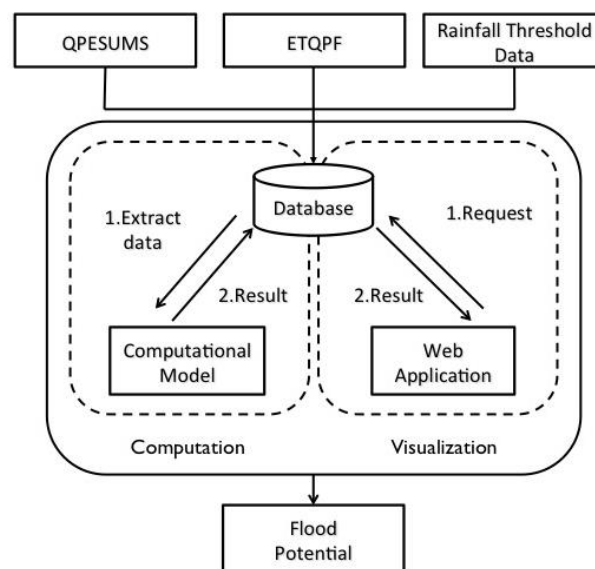 QPESUMS
ETQPF
Rainfall Threshold
Data
Database
1.Extract
data
1.Request
2.Result
2.Result
Computational
Model
Web
Application
Computation
Visualization
Flood
Potential